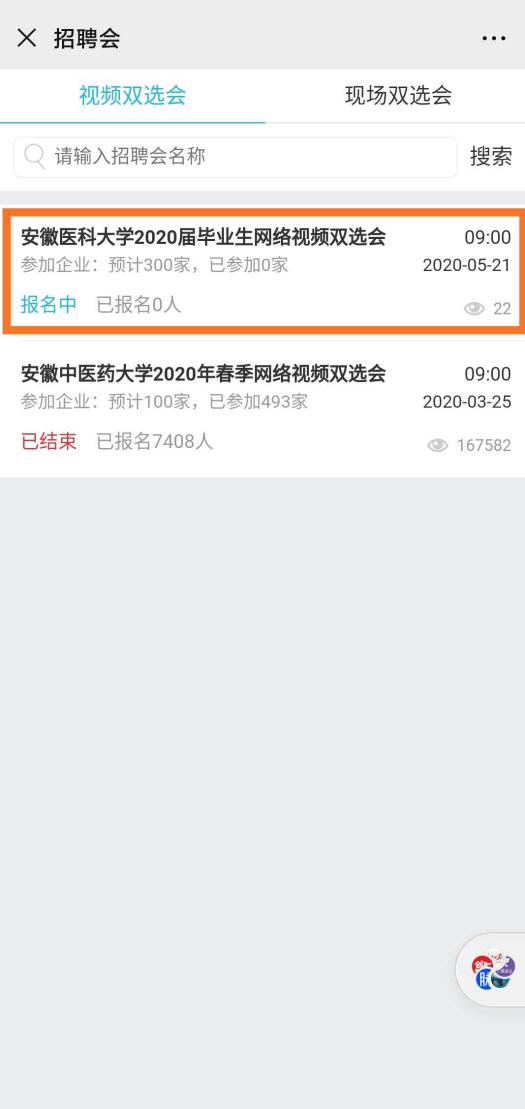 招聘会
视频双选会 现场双选会
请输入招聘会名称 搜索
安徽医科大学2020届毕业生网络视频双选会 09:00
参加企业：预计300家，已参加0家 2020-05-21
报名中 已报名0人 22
安徽中医药大学2020年春季网络视频双选会 09:00
参加企业：预计100家，已参加493家 2020-03-25
已结束 已报名7408人 167582